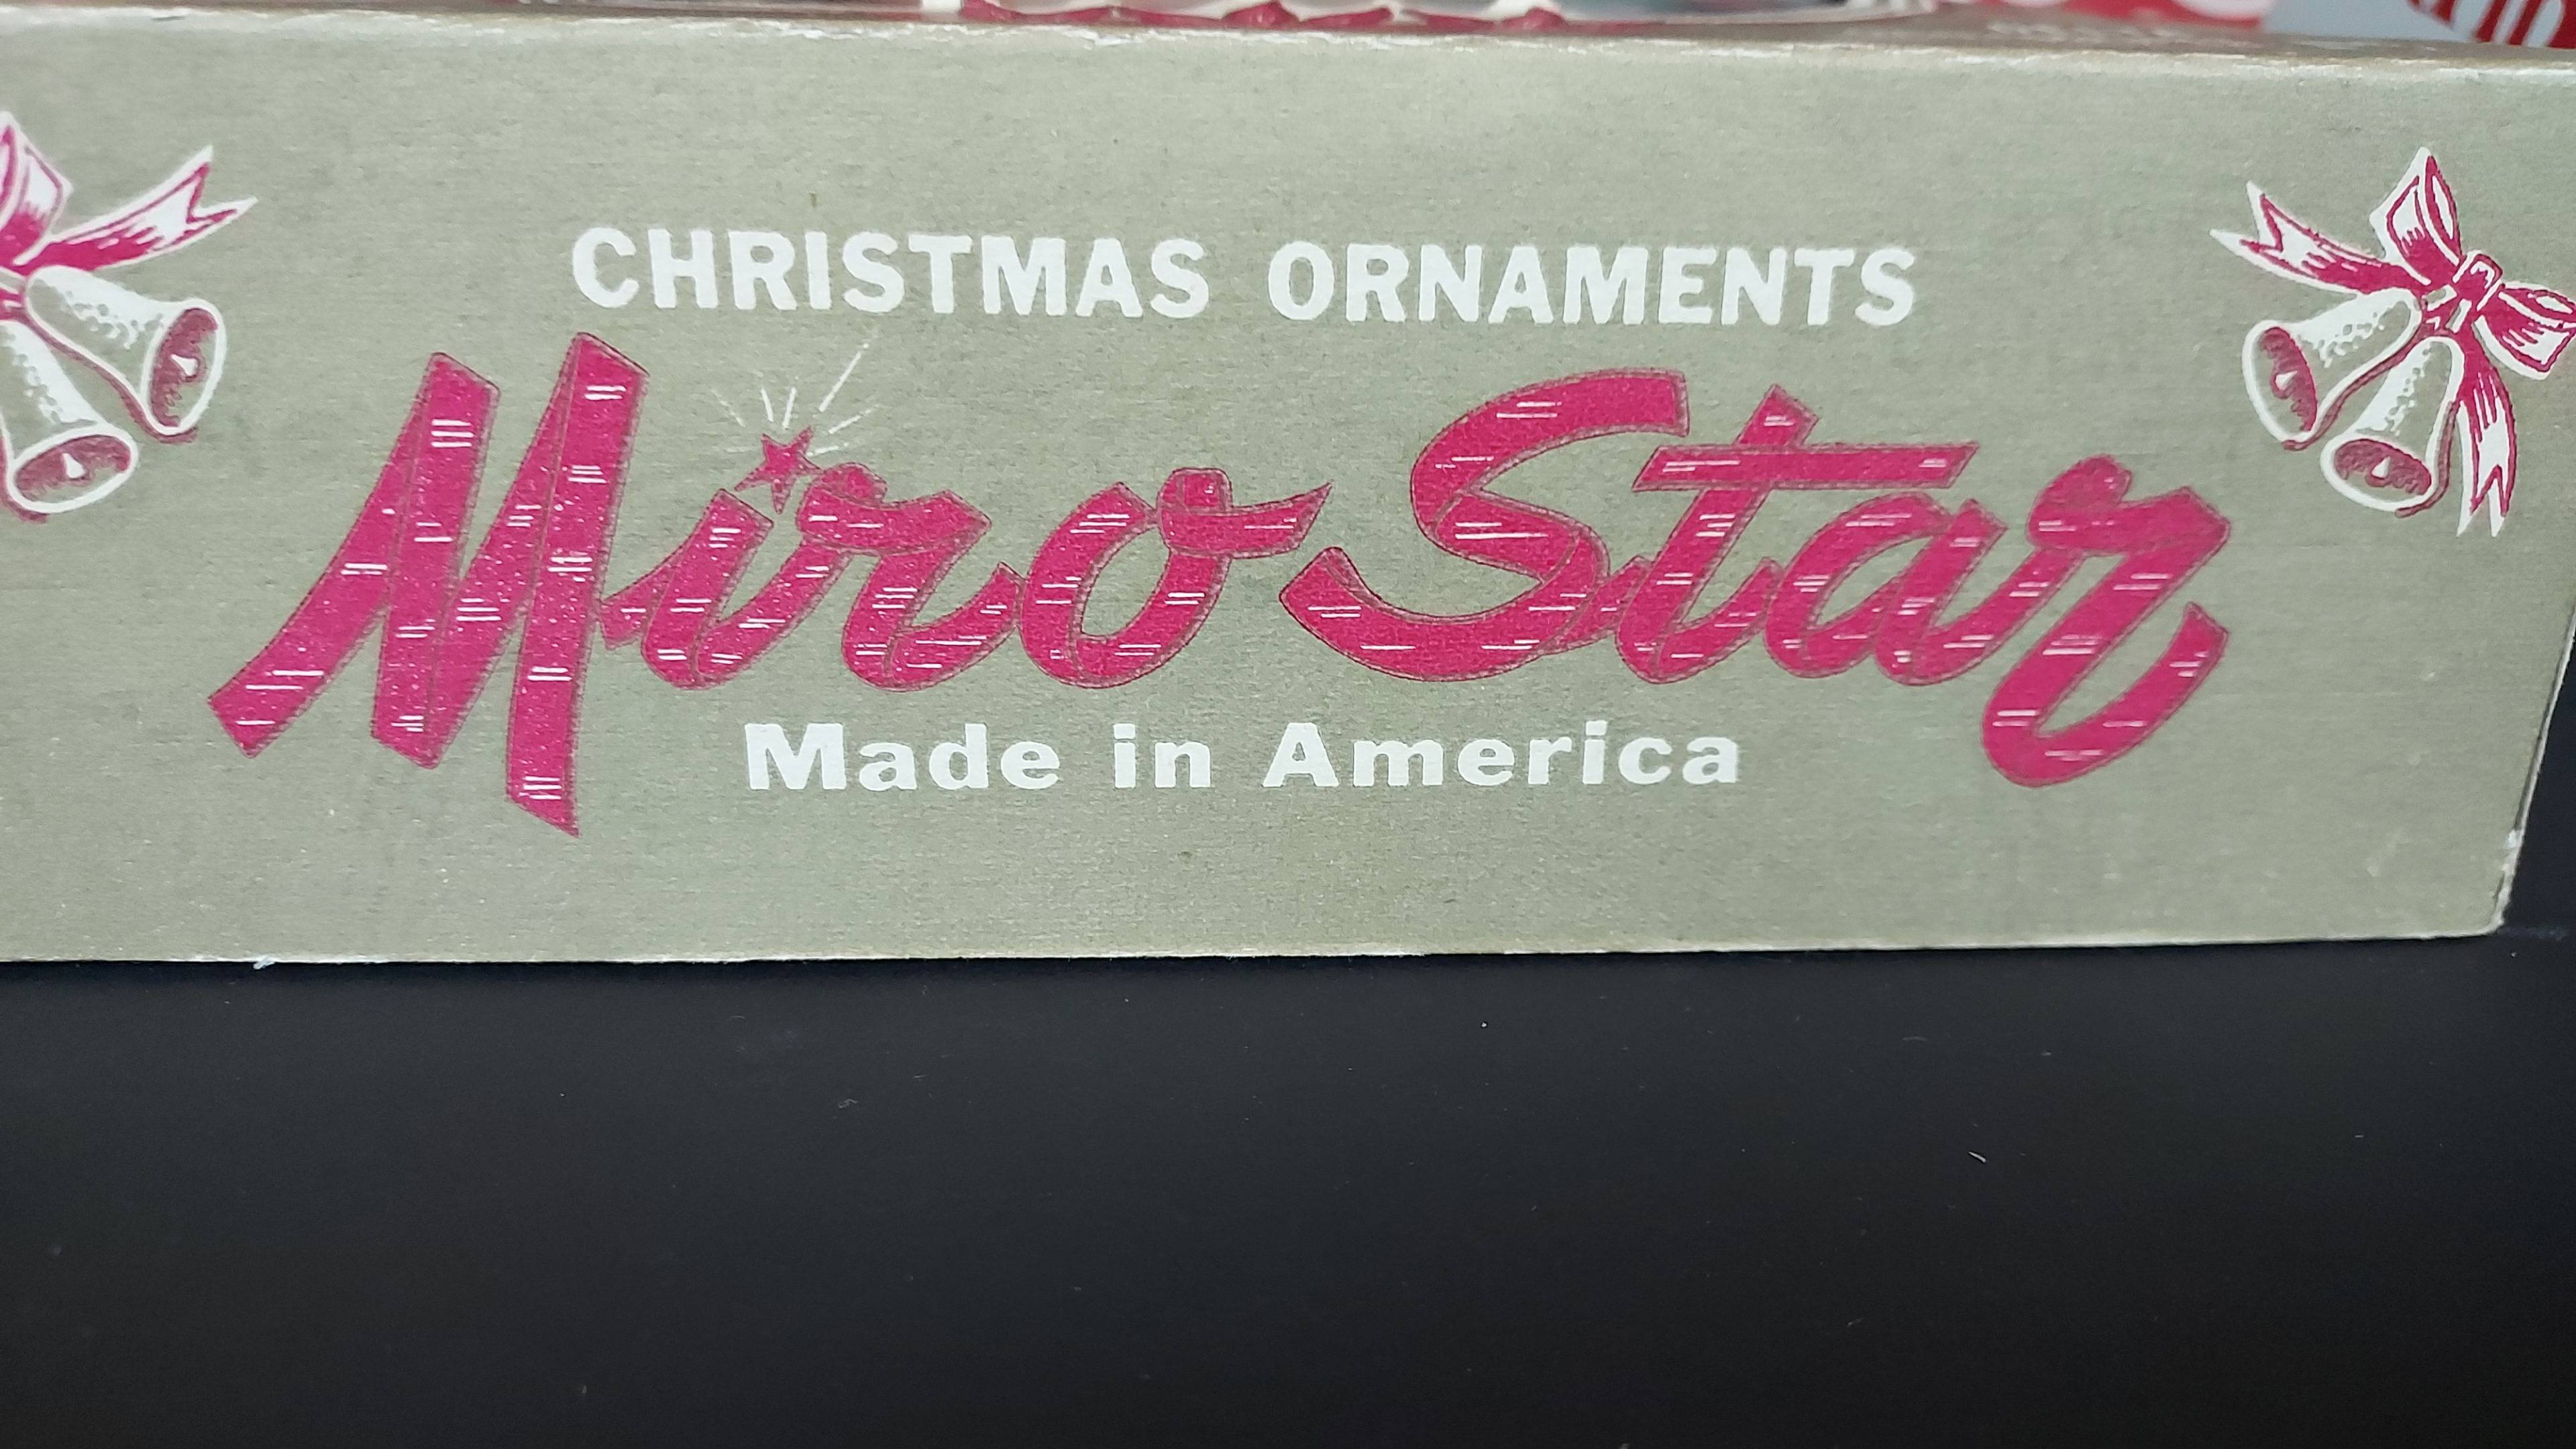 CHRISTMAS ORNAMENTS
Miro Star
Made in America